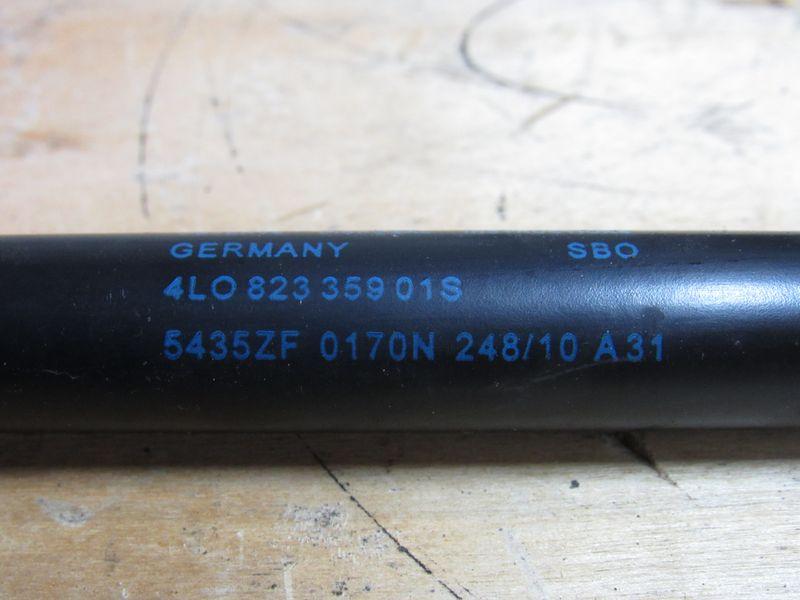 GERMANY SBO
4L0 823 359 01S
5435ZF 0170N 248/10 A31